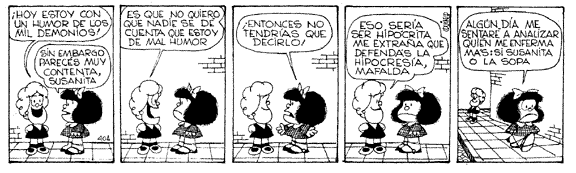 ¡HOY ESTOY CON
UN HUMOR DE LOS
MIL DEMONIOS!
SIN EMBARGO
PARECÉS MUY
CONTENTA,
SUSANITA
ES QUE NO QUIERO
QUE NADIE SE DÉ
CUENTA QUE ESTOY
DE MAL HUMOR
¡ENTONCES NO
TENDRÍAS QUE
DECIRLO!
ESO SERÍA
SER HIPÓCRITA
ME EXTRAÑA QUE
DEFENDÁS LA
HIPOCRESÍA,
MAFALDA
ALGÚN DÍA ME
SENTARÉ A ANALIZAR
QUIÉN ME ENFERMA
MÁS: SI SUSANITA
O LA SOPA